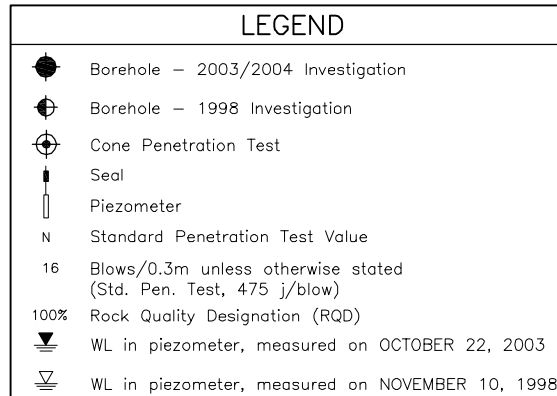 LEGEND
Borehole – 2003/2004 Investigation
Borehole – 1998 Investigation
Cone Penetration Test
Seal
Piezometer
N Standard Penetration Test Value
16 Blows/0.3m unless otherwise stated
(Std. Pen. Test, 475 j/blow)
100% Rock Quality Designation (RQD)
WL in piezometer, measured on OCTOBER 22, 2003
WL in piezometer, measured on NOVEMBER 10, 1998